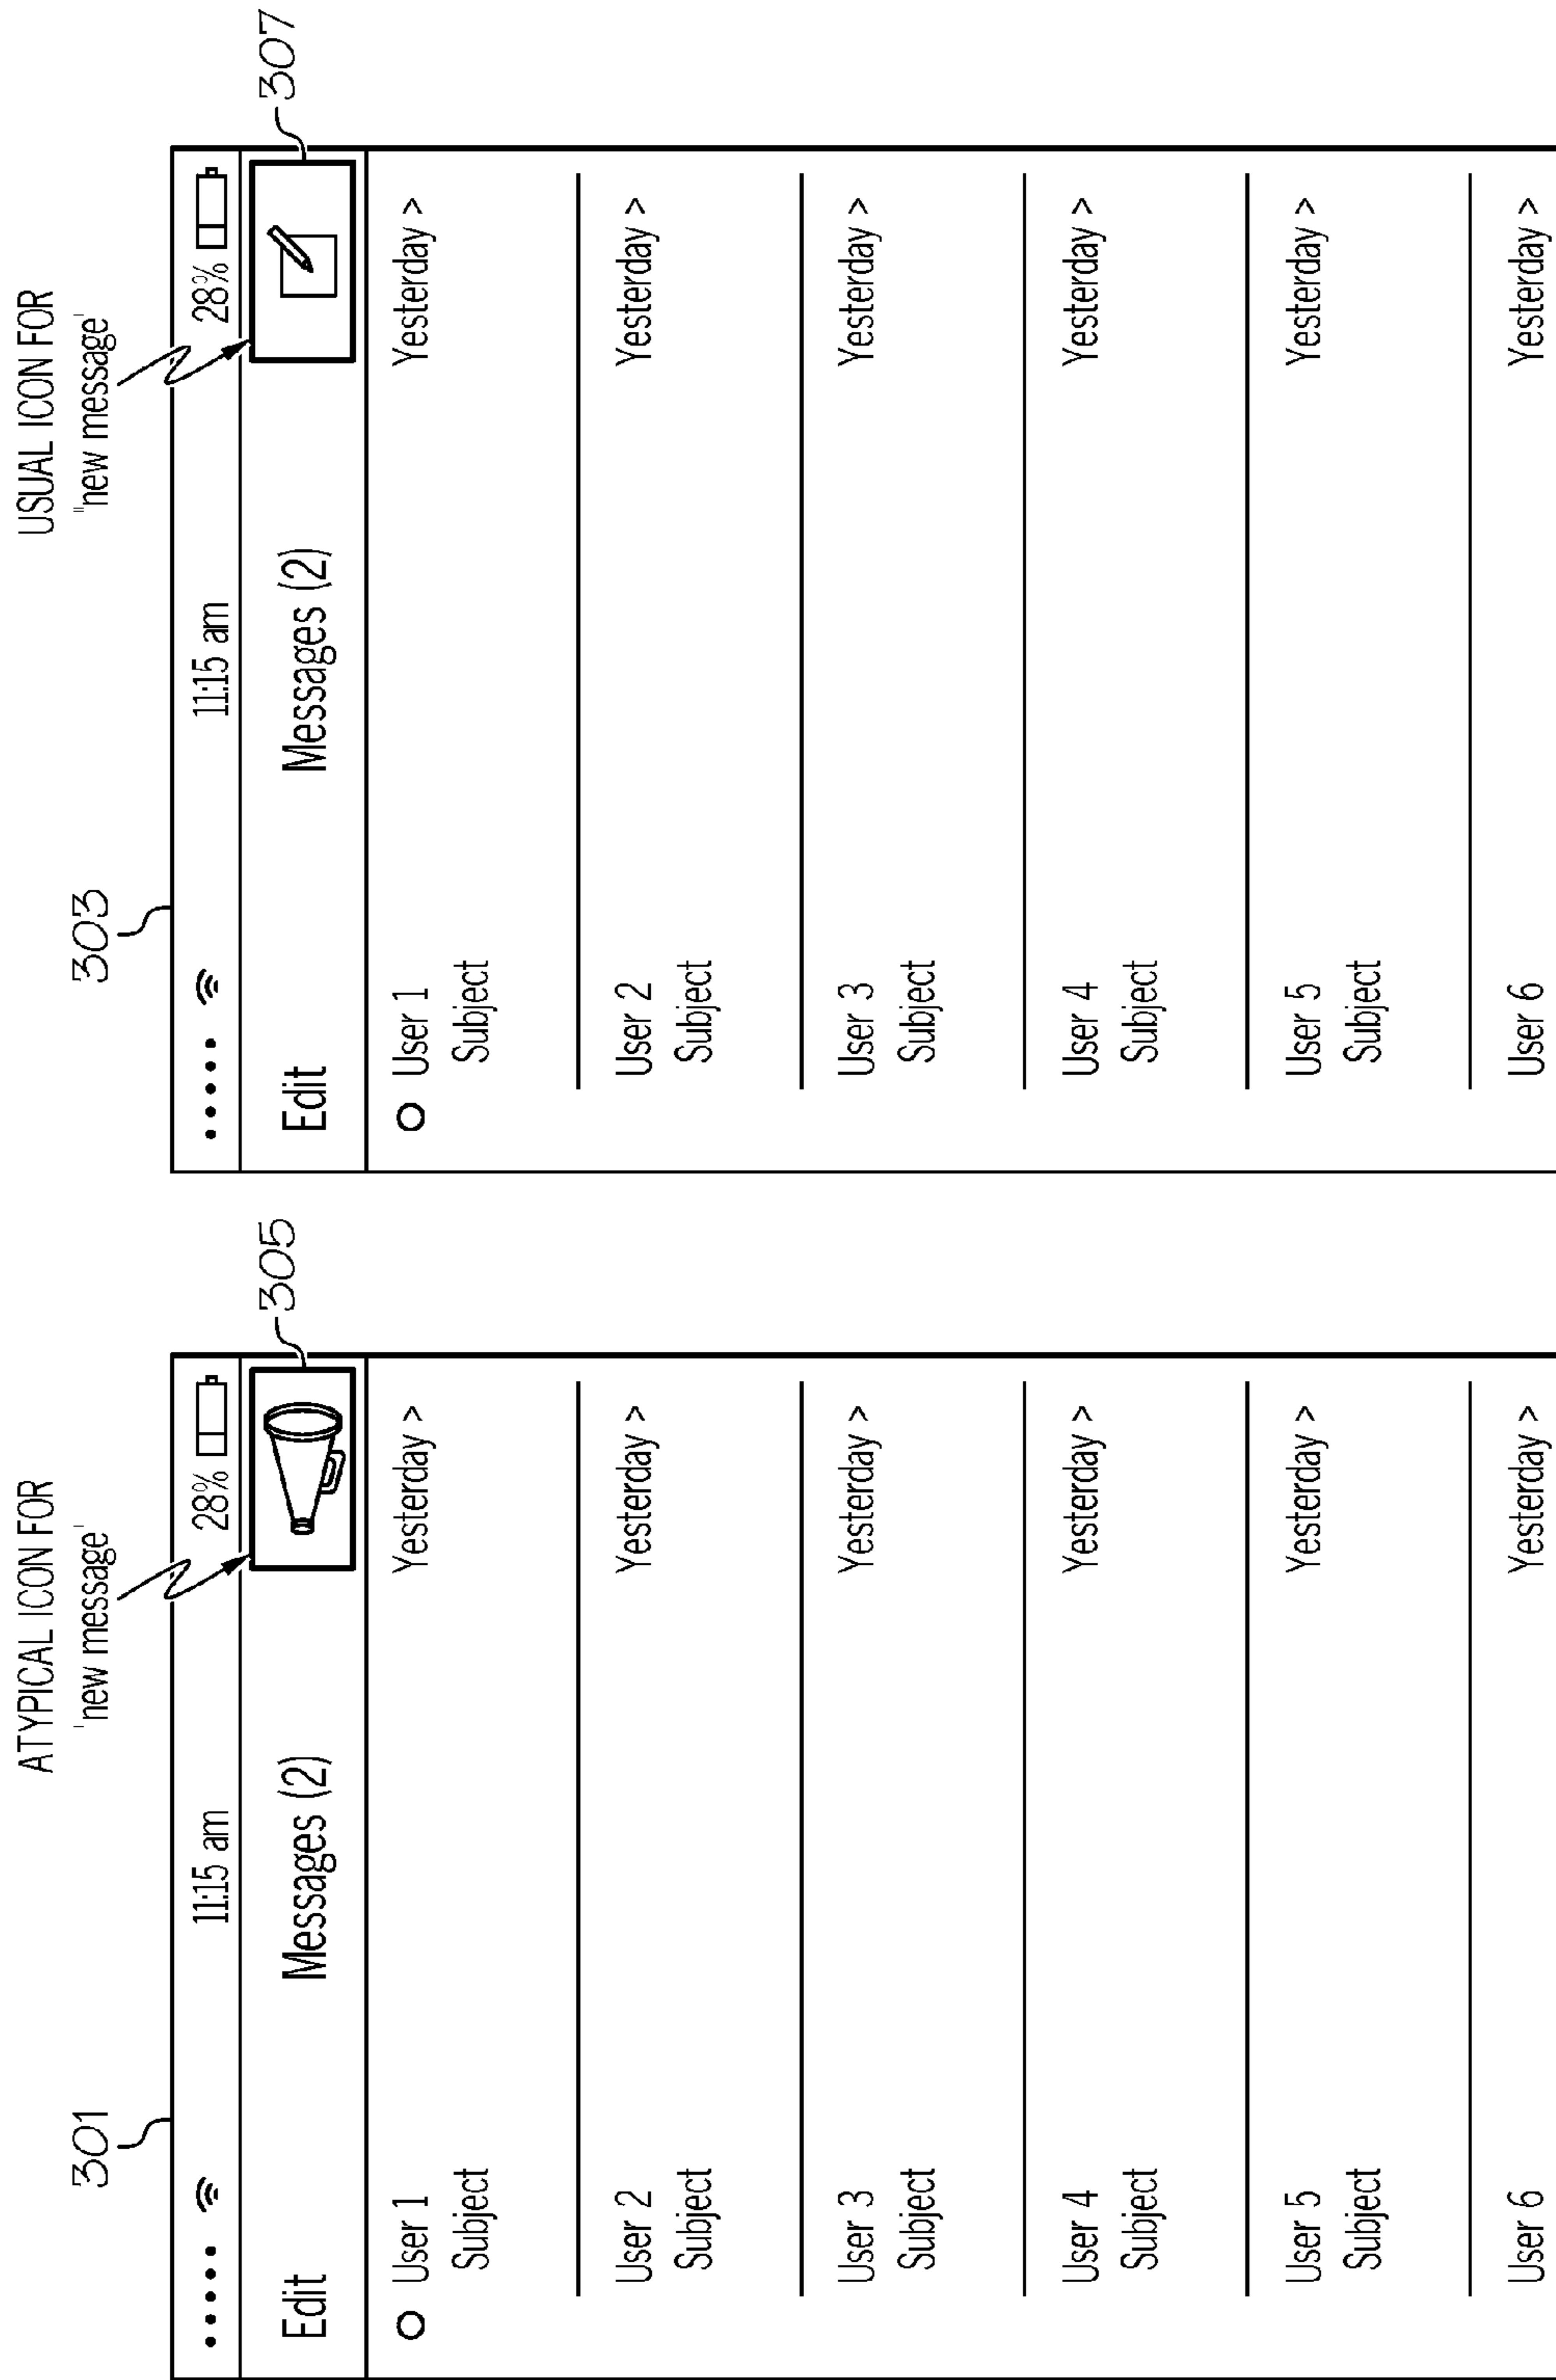 ATYPICAL ICON FOR
"new message"
301
11:15 am
28%
Edit
Messages (2)
305
User 1
Yesterday >
Subject
User 2
Yesterday >
Subject
User 3
Yesterday >
Subject
User 4
Yesterday >
Subject
User 5
Yesterday >
Subject
User 6
Yesterday >
USUAL ICON FOR
"new message"
303
11:15 am
28%
Edit
Messages (2)
307
User 1
Yesterday >
Subject
User 2
Yesterday >
Subject
User 3
Yesterday >
Subject
User 4
Yesterday >
Subject
User 5
Yesterday >
Subject
User 6
Yesterday >